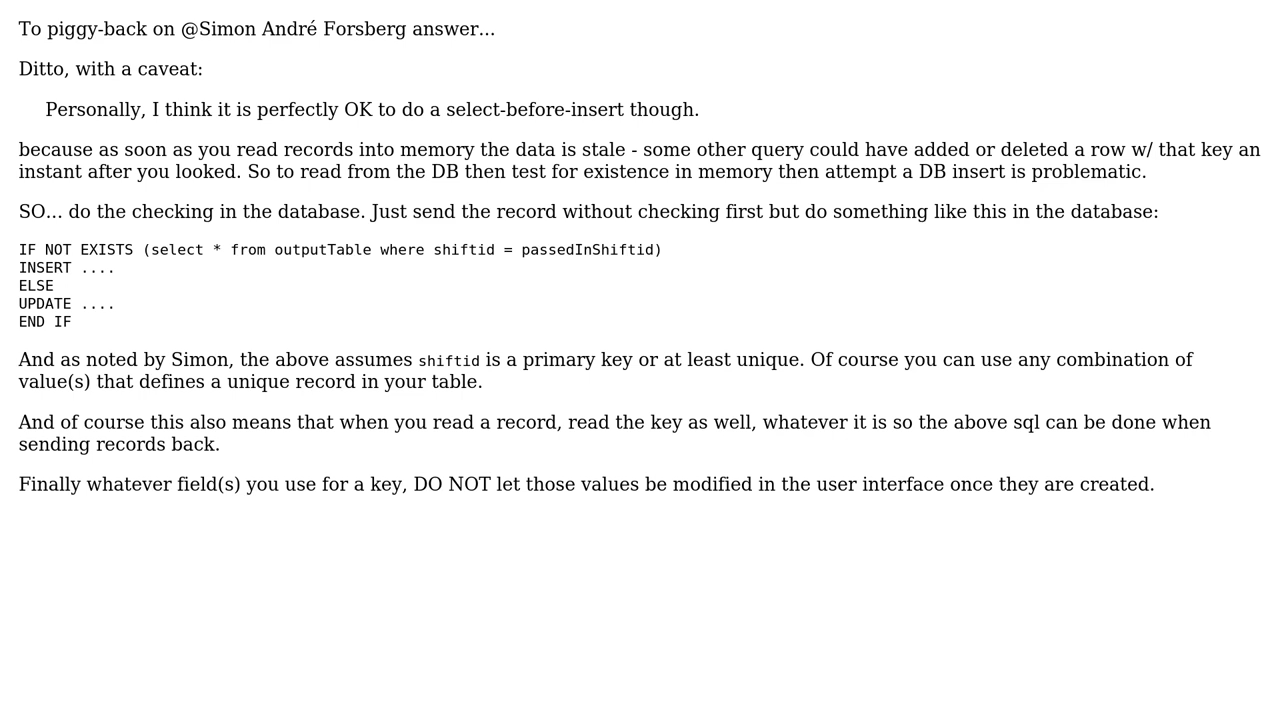 To piggy-back on @Simon André Forsberg answer...
Ditto, with a caveat:
Personally, I think it is perfectly OK to do a select-before-insert though.
because as soon as you read records into memory the data is stale - some other query could have added or deleted a row w/ that key an
instant after you looked. So to read from the DB then test for existence in memory then attempt a DB insert is problematic.
SO... do the checking in the database. Just send the record without checking first but do something like this in the database:
IF NOT EXISTS (select * from outputTable where shiftid = passedInShiftid)
INSERT ....
ELSE
UPDATE ....
END IF
And as noted by Simon, the above assumes shiftid is a primary key or at least unique. Of course you can use any combination of
value(s) that defines a unique record in your table.
And of course this also means that when you read a record, read the key as well, whatever it is so the above sql can be done when
sending records back.
Finally whatever field(s) you use for a key, DO NOT let those values be modified in the user interface once they are created.